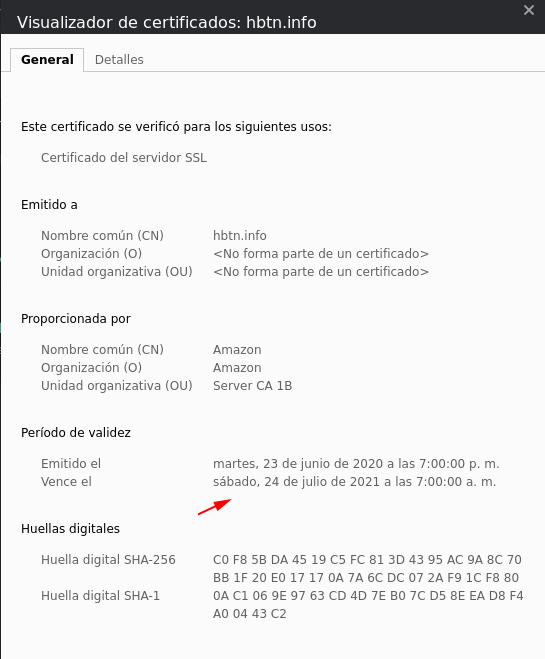 Visualizador de certificados: hbtn.info
General Detalles
Este certificado se verificó para los siguientes usos:
Certificado del servidor SSL
Emitido a
Nombre común (CN) hbtn.info
Organización (O) <No forma parte de un certificado>
Unidad organizativa (OU) <No forma parte de un certificado>
Proporcionada por
Nombre común (CN) Amazon
Organización (O) Amazon
Unidad organizativa (OU) Server CA 1B
Período de validez
Emitido el martes, 23 de junio de 2020 a las 7:00:00 p. m.
Vence el sábado, 24 de julio de 2021 a las 7:00:00 a. m.
Huellas digitales
Huella digital SHA-256 C0 F8 5B DA 45 19 C5 FC 81 3D 43 95 AC 9A 8C 70
BB 1F 20 E0 17 17 0A 7A 6C DC 07 2A F9 1C F8 80
Huella digital SHA-1 0A C1 06 9E 97 63 CD 4D 7E B0 7C D5 8E EA D8 F4
A0 04 43 C2